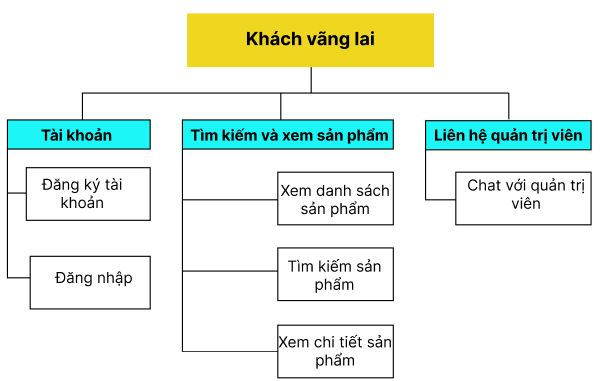 Khách vãng lai
Tài khoản
Đăng ký tài
khoản
Đăng nhập
Tìm kiếm và xem sản phẩm
Xem danh sách
sản phẩm
Tìm kiếm sản
phẩm
Xem chi tiết sản
phẩm
Liên hệ quản trị viên
Chat với quản trị
viên